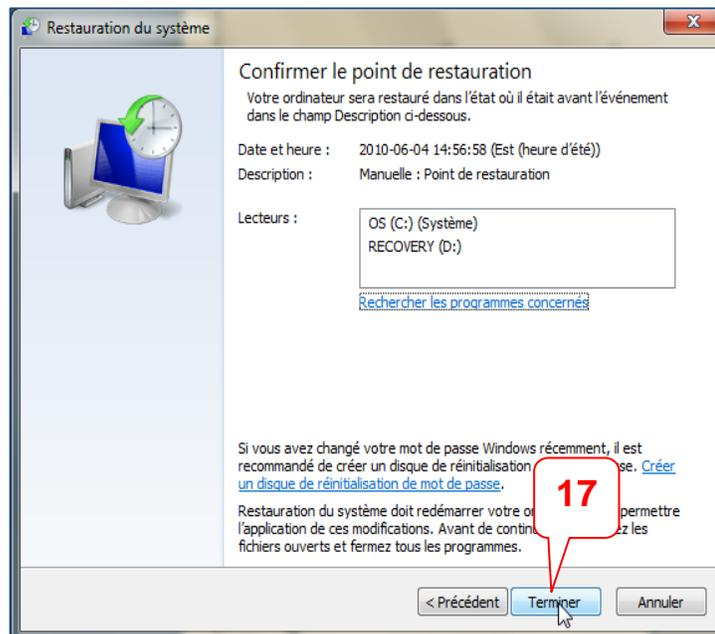 Restauration du système
Confirmer le point de restauration
Votre ordinateur sera restauré dans l'état où il était avant l'événement
dans le champ Description ci-dessous.
Date et heure : 2010-06-04 14:56:58 (Est (heure d'été))
Description : Manuelle : Point de restauration
Lecteurs : OS (C:) (Système)
RECOVERY (D:)
Rechercher les programmes concernés
Si vous avez changé votre mot de passe Windows récemment, il est
recommandé de créer un disque de réinitialisation se. Créer
un disque de réinitialisation de mot de passe.
Restauration du système doit redémarrer votre permettre
l'application de ces modifications. Avant de les
fichiers ouverts et fermez tous les programmes.
17
< Précédent Terminer Annuler